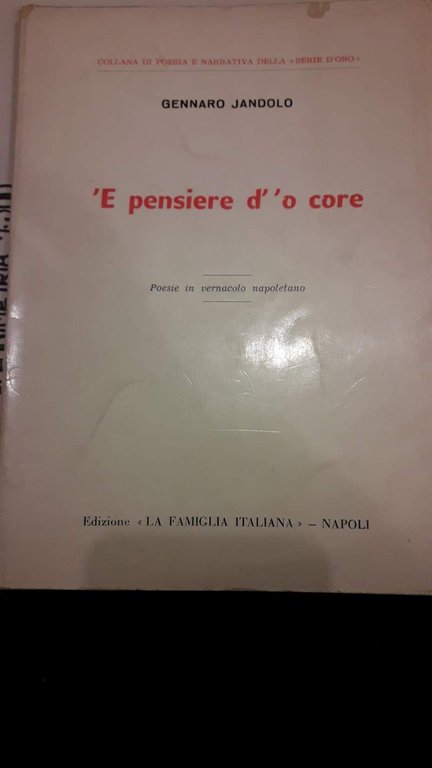 COLLANA DI POESIA E NARRATIVA DELLA « SERIE D'ORO »
GENNARO JANDOLO
'E pensiere d' 'o core
Poesie in vernacolo napoletano
Edizione « LA FAMIGLIA ITALIANA » – NAPOLI